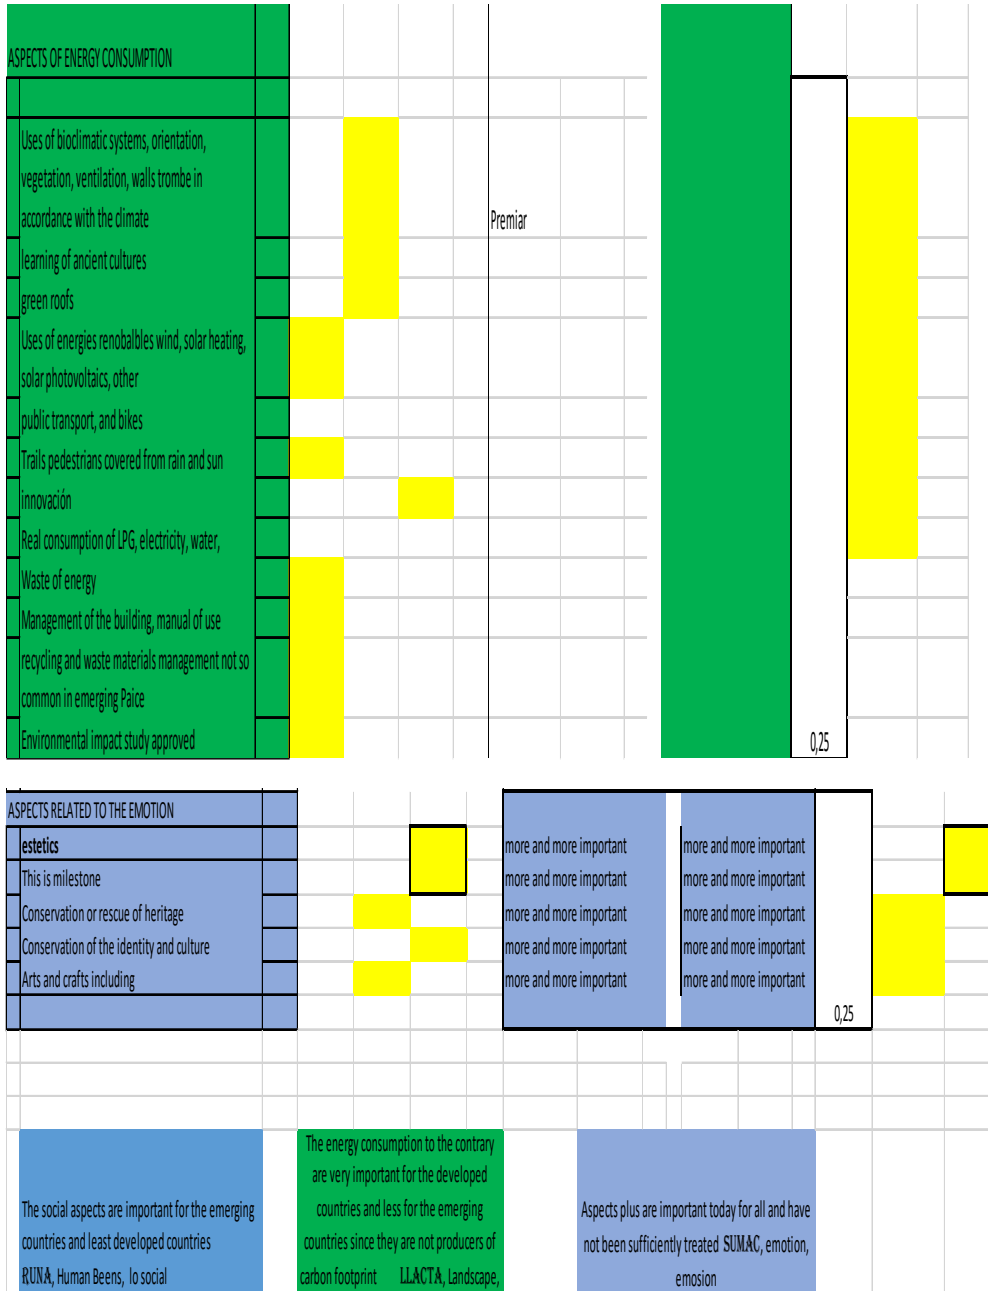 ASPECTS OF ENERGY CONSUMPTION
Uses of bioclimatic systems, orientation,
vegetation, ventilation, walls trombe in
accordance with the climate
Premiar
learning of ancient cultures
green roofs
Uses of energies renobalbles wind, solar heating,
solar photovoltaics, other
public transport, and bikes
Trails pedestrians covered from rain and sun
innovación
Real consumption of LPG, electricity, water,
Waste of energy
Management of the building, manual of use
recycling and waste materials management not so
common in emerging Paice
Environmental impact study approved
0,25
ASPECTS RELATED TO THE EMOTION
estetics more and more important more and more important
This is milestone more and more important more and more important
Conservation or rescue of heritage more and more important more and more important
Conservation of the identity and culture more and more important more and more important
Arts and crafts including more and more important more and more important
0,25
The social aspects are important for the emerging
countries and least developed countries
RUNA, Human Beens, lo social
The energy consumption to the contrary
are very important for the developed
countries and less for the emerging
countries since they are not producers of
carbon footprint LLACTA, Landscape,
Aspects plus are important today for all and have
not been sufficiently treated SUMAC, emotion,
emosion